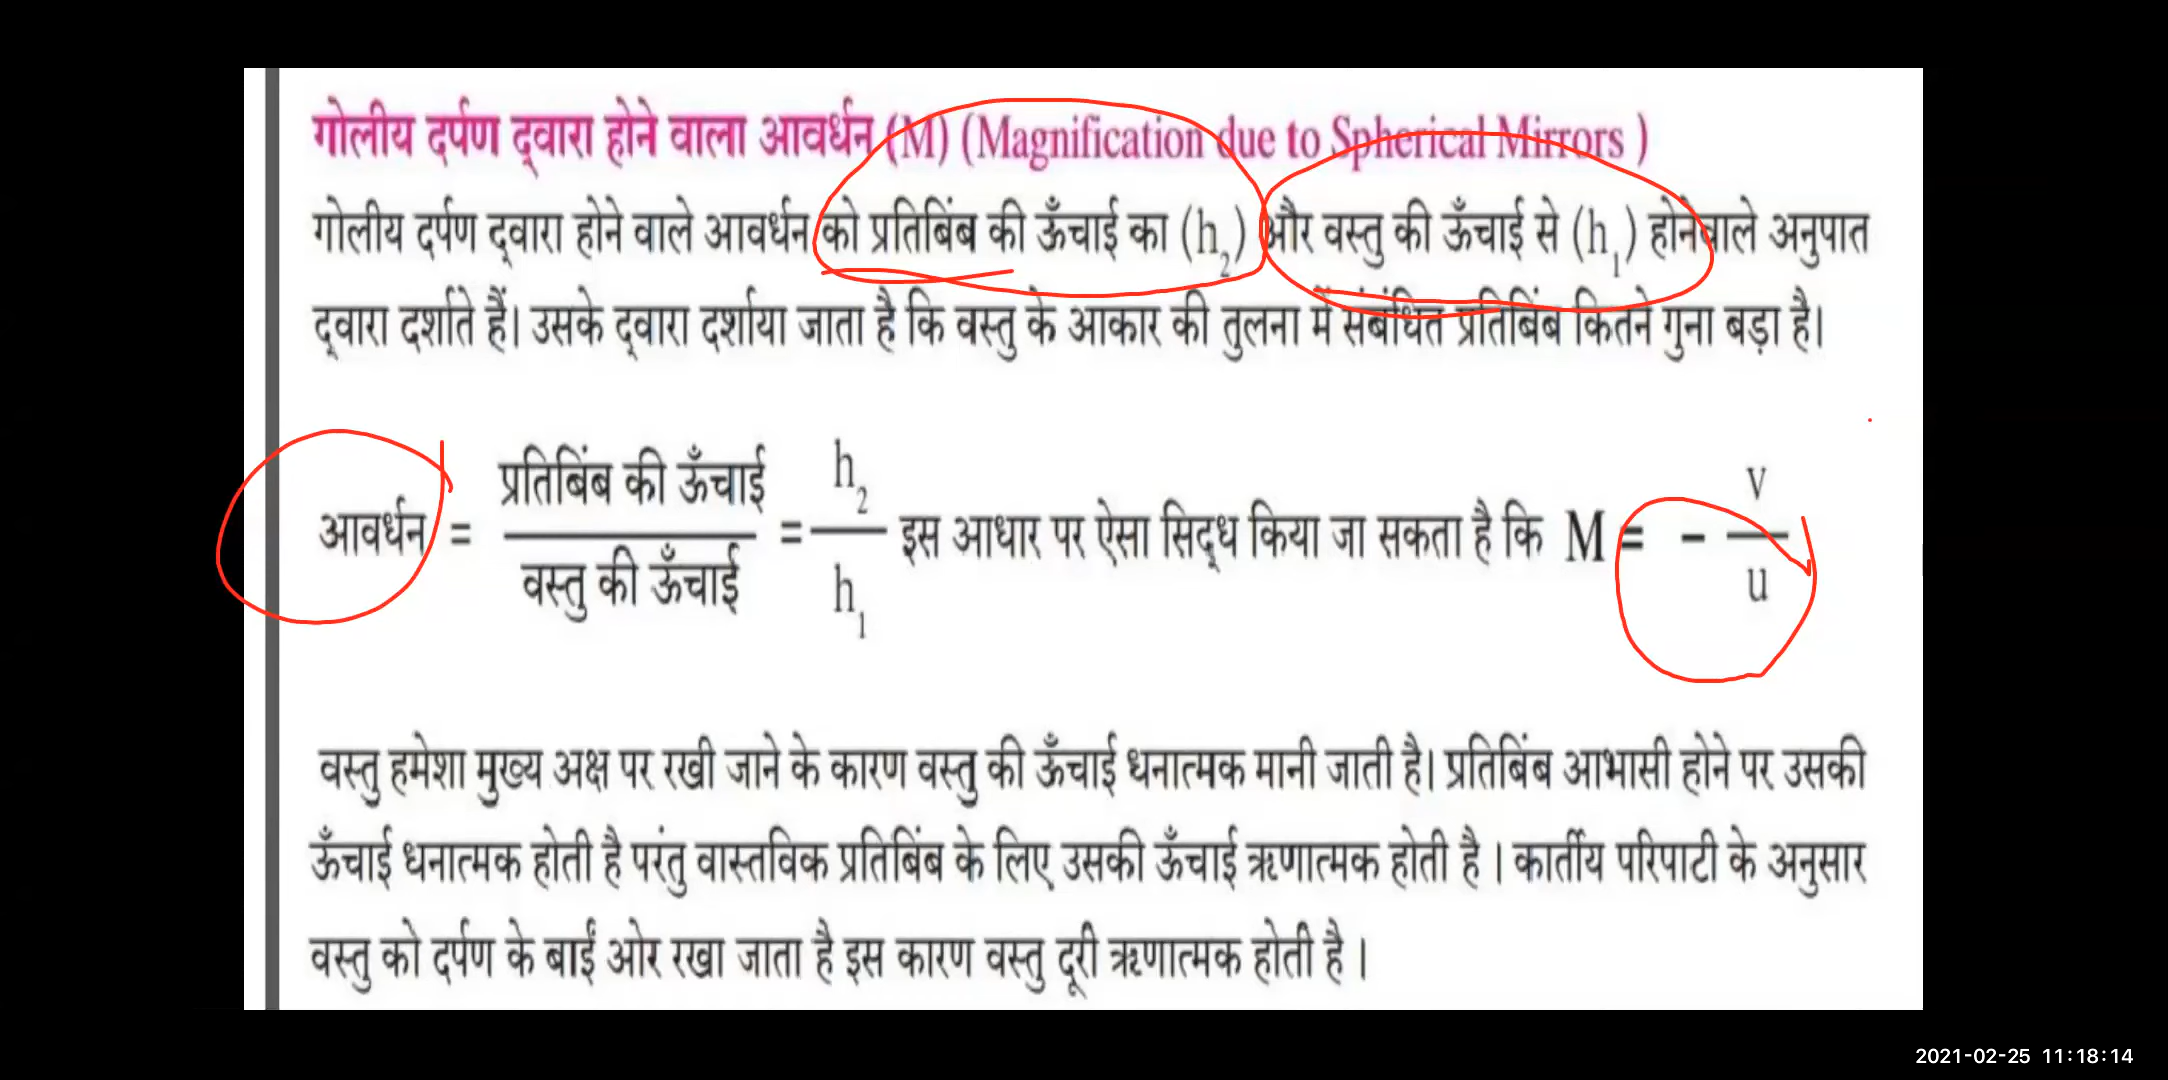 गोलीय दर्पण द्वारा होने वाला आवर्धन (M) (Magnification due to Spherical Mirrors )
गोलीय दर्पण द्वारा होने वाले आवर्धन को प्रतिबिंब की ऊँचाई का (h₂) और वस्तु की ऊँचाई से (h₁) होनेवाले अनुपात
द्वारा दर्शाते हैं। उसके द्वारा दर्शाया जाता है कि वस्तु के आकार की तुलना में संबंधित प्रतिबिंब कितने गुना बड़ा है।
आवर्धन = प्रतिबिंब की ऊँचाई / वस्तु की ऊँचाई = h₂ / h₁ इस आधार पर ऐसा सिद्ध किया जा सकता है कि M = - v / u
वस्तु हमेशा मुख्य अक्ष पर रखी जाने के कारण वस्तु की ऊँचाई धनात्मक मानी जाती है। प्रतिबिंब आभासी होने पर उसकी
ऊँचाई धनात्मक होती है परंतु वास्तविक प्रतिबिंब के लिए उसकी ऊँचाई ऋणात्मक होती है । कार्तीय परिपाटी के अनुसार
वस्तु को दर्पण के बाईं ओर रखा जाता है इस कारण वस्तु दूरी ऋणात्मक होती है ।
2021-02-25 11:18:14